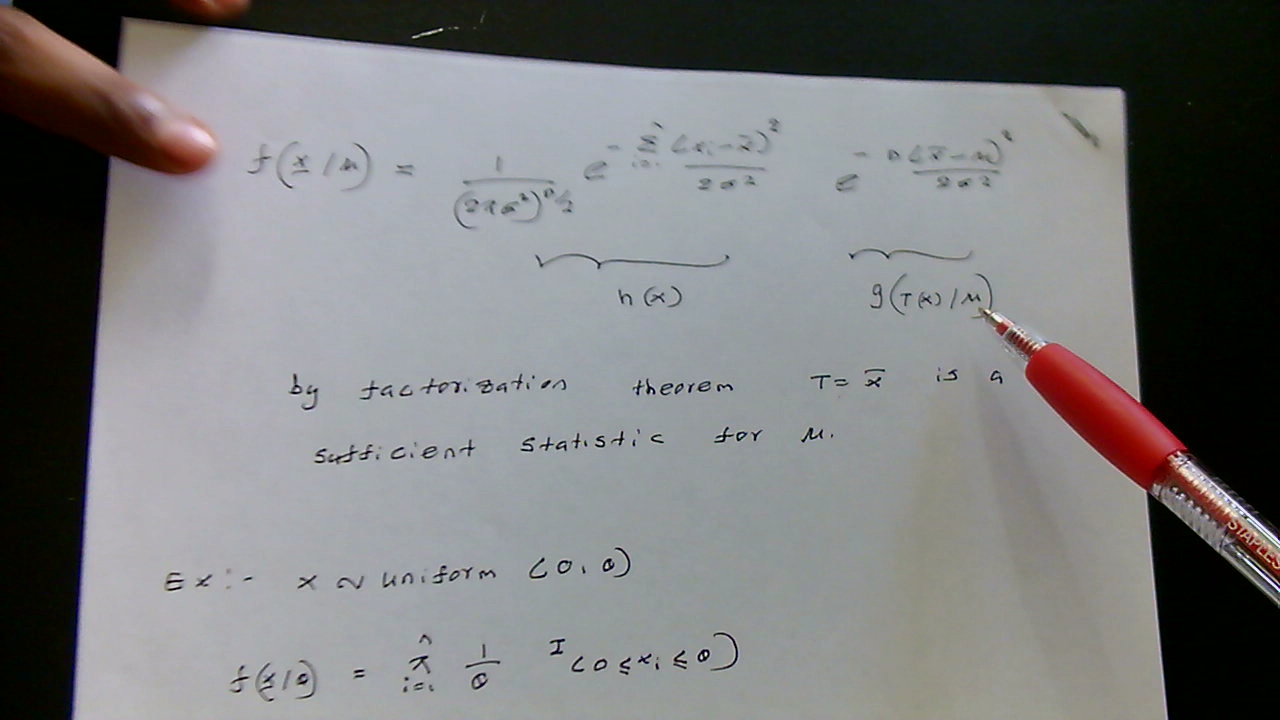 f(x/μ) = 1/(2πσ²)^n/2 e^-Σ i=1 n (xi-x̄)²/2σ² e^-n(x̄-μ)²/2σ²
h(x) g(T(x)/μ)
by factorization theorem T = x̄ is a
sufficient statistic for μ.
Ex:- x ~ uniform (0, θ)
f(x/θ) = π i=1 n 1/θ I(0≤xi≤θ)
STAPLES